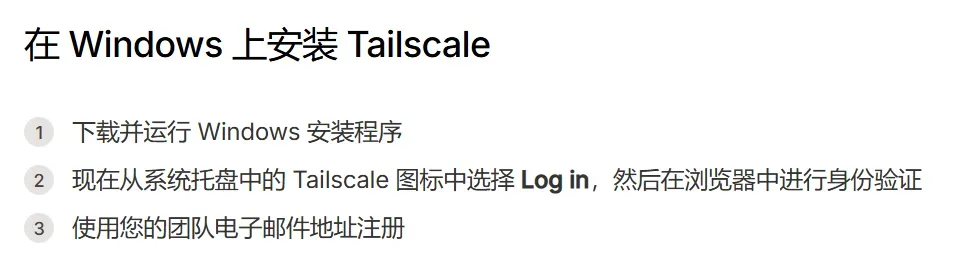 在 Windows 上安装 Tailscale
1 下载并运行 Windows 安装程序
2 现在从系统托盘中的 Tailscale 图标中选择 Log in，然后在浏览器中进行身份验证
3 使用您的团队电子邮件地址注册